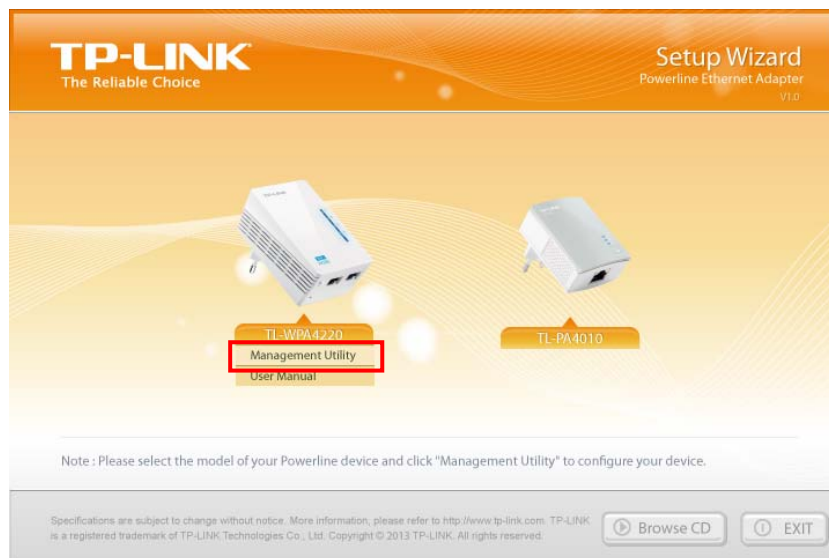 TP-LINK
The Reliable Choice
Setup Wizard
Powerline Ethernet Adapter
V1.0
TL-WPA4220
Management Utility
User Manual
TL-PA4010
Note : Please select the model of your Powerline device and click "Management Utility" to configure your device.
Specifications are subject to change without notice. More information, please refer to http://www.tp-link.com. TP-LINK
is a registered trademark of TP-LINK Technologies Co., Ltd. Copyright © 2013 TP-LINK. All rights reserved.
Browse CD
EXIT